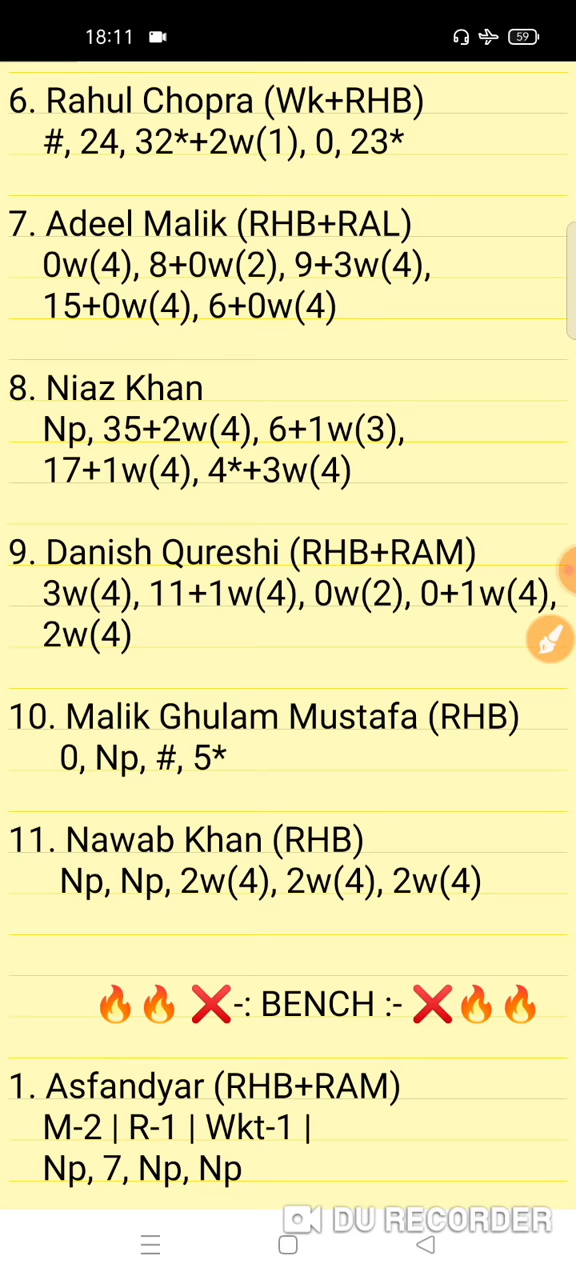 18:11
59
6. Rahul Chopra (Wk+RHB)
#, 24, 32*+2w(1), 0, 23*
7. Adeel Malik (RHB+RAL)
0w(4), 8+0w(2), 9+3w(4),
15+0w(4), 6+0w(4)
8. Niaz Khan
Np, 35+2w(4), 6+1w(3),
17+1w(4), 4*+3w(4)
9. Danish Qureshi (RHB+RAM)
3w(4), 11+1w(4), 0w(2), 0+1w(4),
2w(4)
10. Malik Ghulam Mustafa (RHB)
0, Np, #, 5*
11. Nawab Khan (RHB)
Np, Np, 2w(4), 2w(4), 2w(4)
🔥🔥❌-: BENCH :-❌🔥🔥
1. Asfandyar (RHB+RAM)
M-2 | R-1 | Wkt-1 |
Np, 7, Np, Np
DU RECORDER